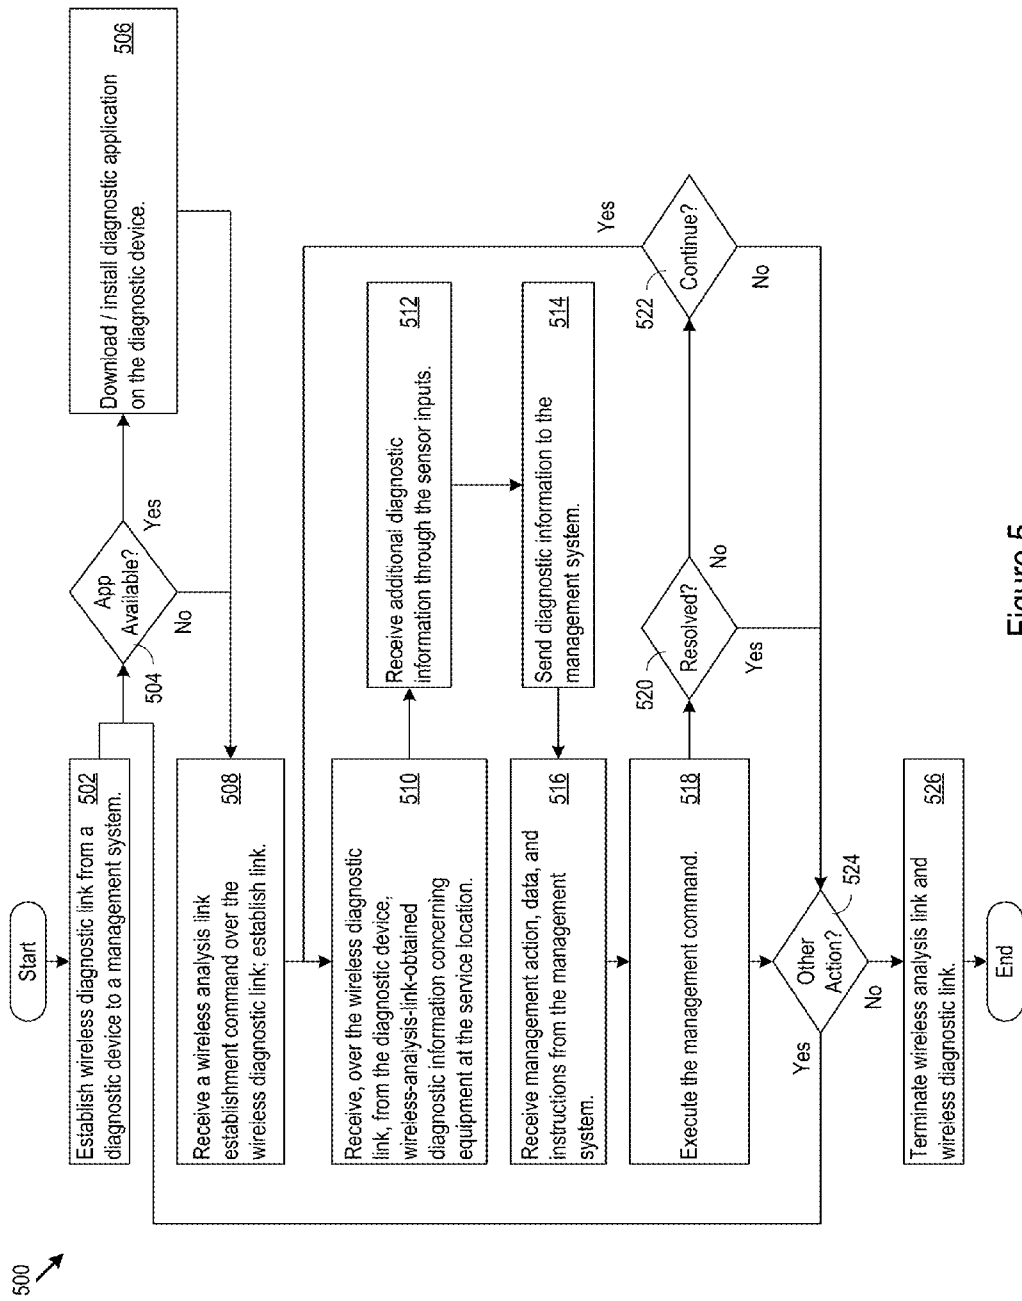 500
Start
Establish wireless diagnostic link from a 502
diagnostic device to a management system.
504
App
Available?
Yes
No
Download / install diagnostic application 506
on the diagnostic device.
Receive a wireless analysis link 508
establishment command over the
wireless diagnostic link; establish link.
Receive, over the wireless diagnostic 510
link, from the diagnostic device,
wireless-analysis-link-obtained
diagnostic information concerning
equipment at the service location.
Receive additional diagnostic 512
information through the sensor inputs.
Send diagnostic information to the 514
management system.
Receive management action, data, and 516
instructions from the management
system.
Execute the management command. 518
520
Resolved?
No
Yes
522
Continue?
Yes
No
524
Other
Action?
Yes
No
Terminate wireless analysis link and 526
wireless diagnostic link.
End
Figure 5